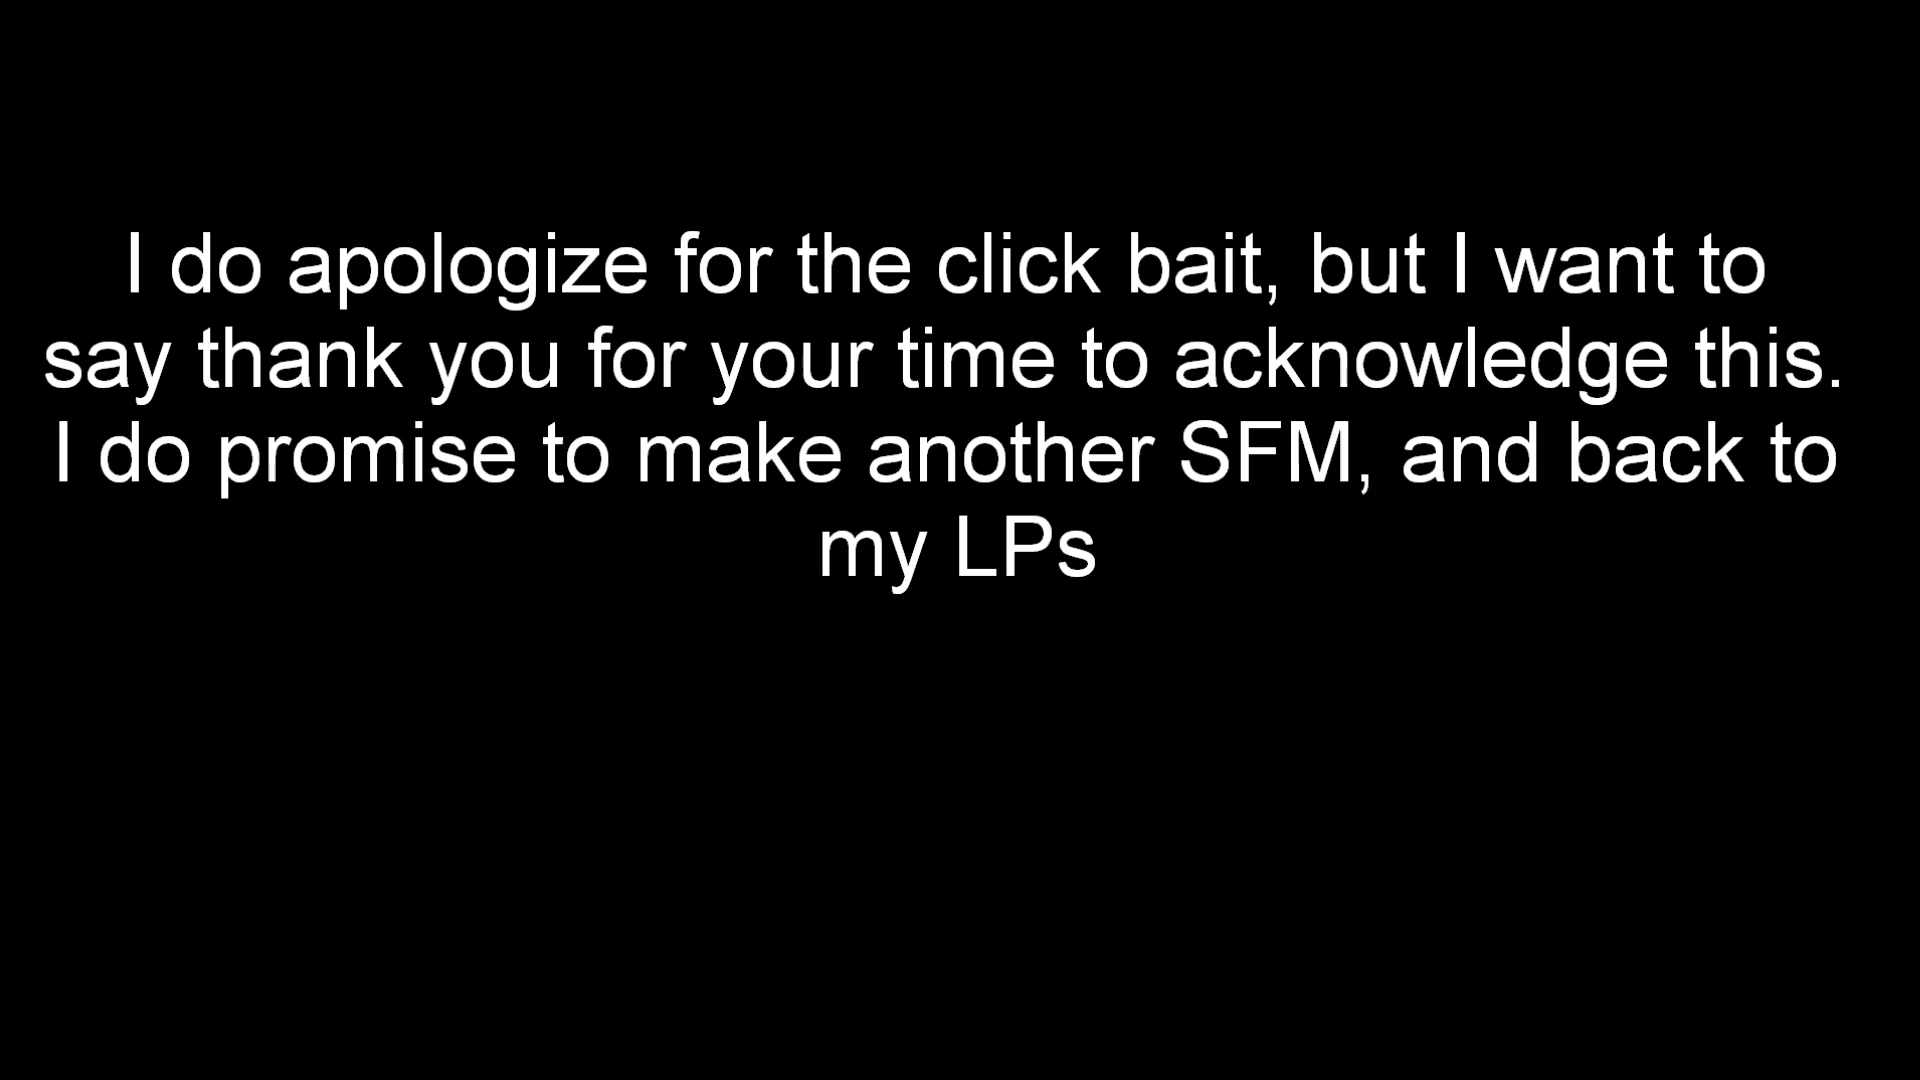 I do apologize for the click bait, but I want to
say thank you for your time to acknowledge this.
I do promise to make another SFM, and back to
my LPs